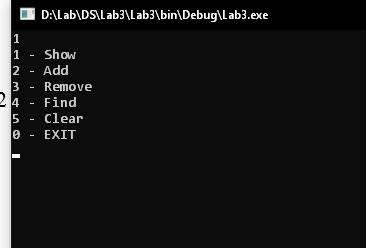 D:\Lab\DS\Lab3\Lab3\bin\Debug\Lab3.exe
1
1 - Show
2 - Add
3 - Remove
2
4 - Find
5 - Clear
0 - EXIT